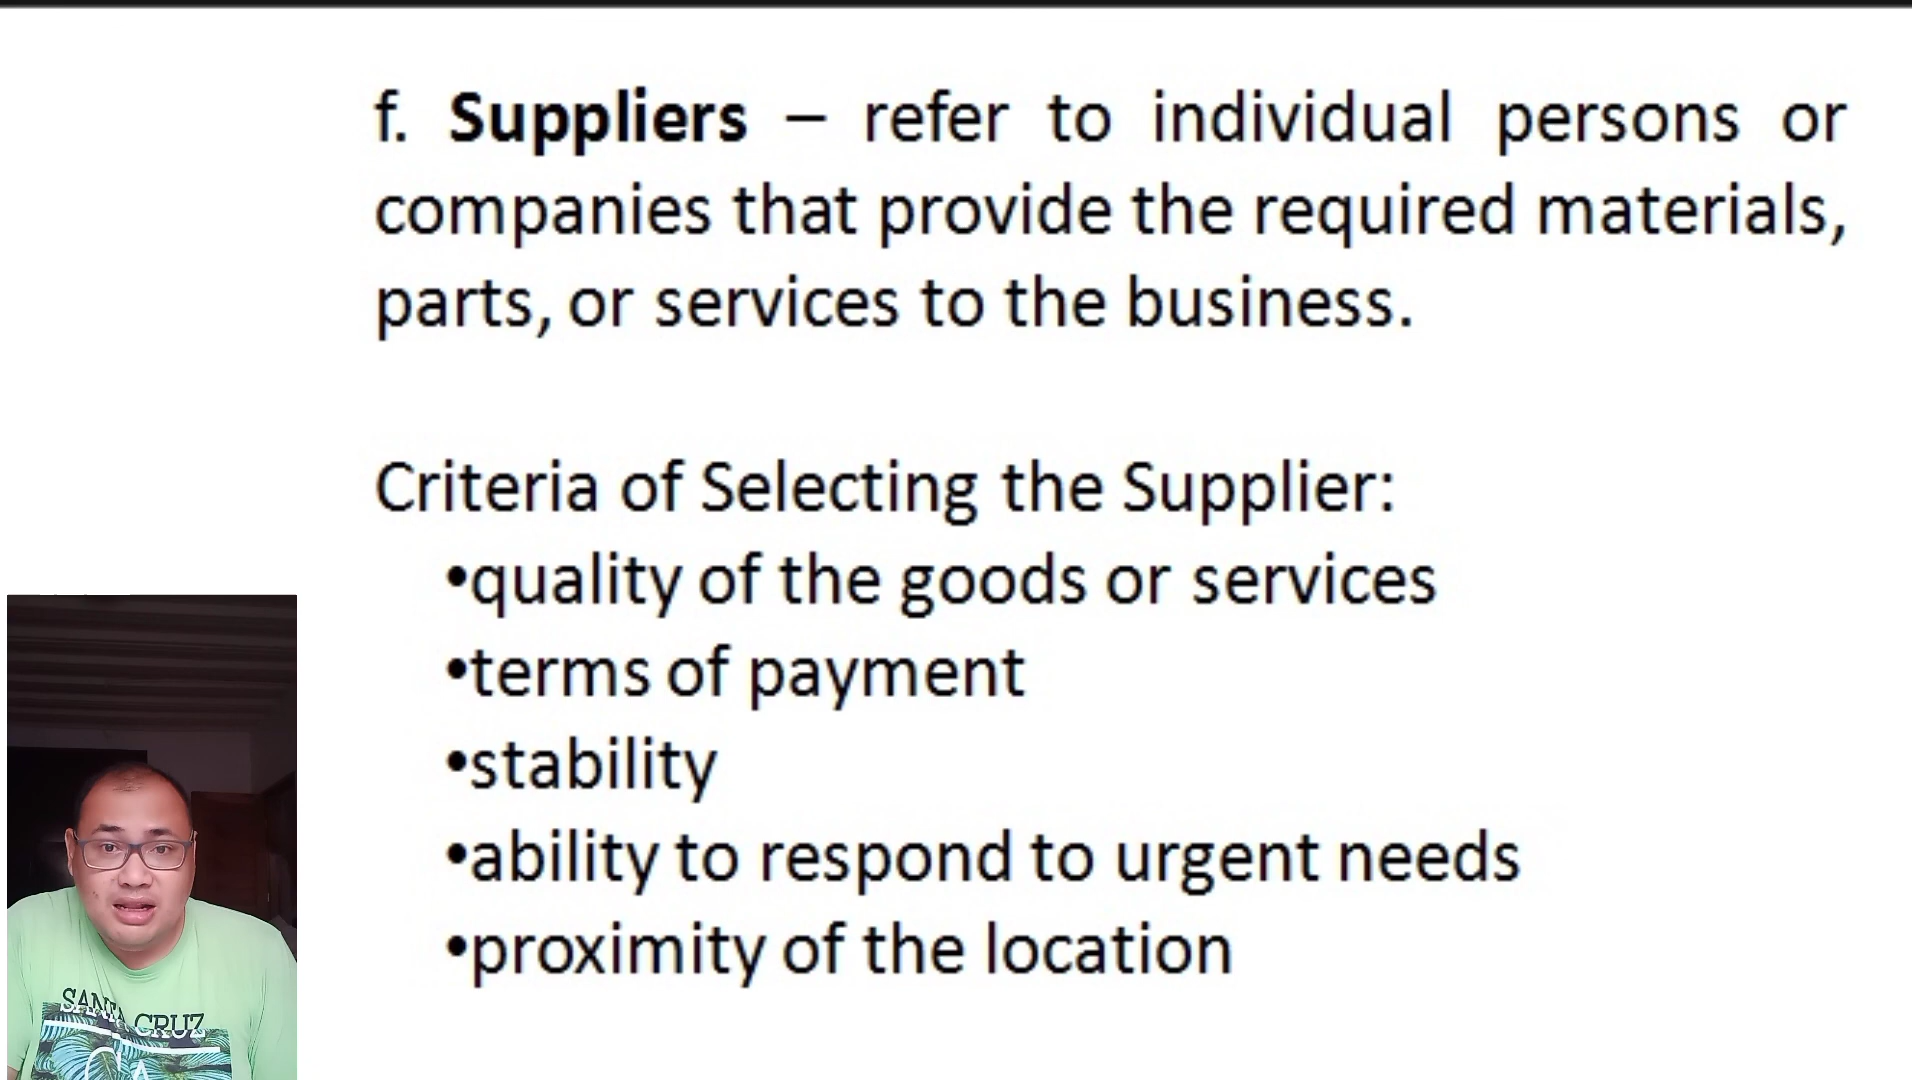 f. Suppliers – refer to individual persons or
companies that provide the required materials,
parts, or services to the business.
Criteria of Selecting the Supplier:
•quality of the goods or services
•terms of payment
•stability
•ability to respond to urgent needs
•proximity of the location
SANTA CRUZ
CA